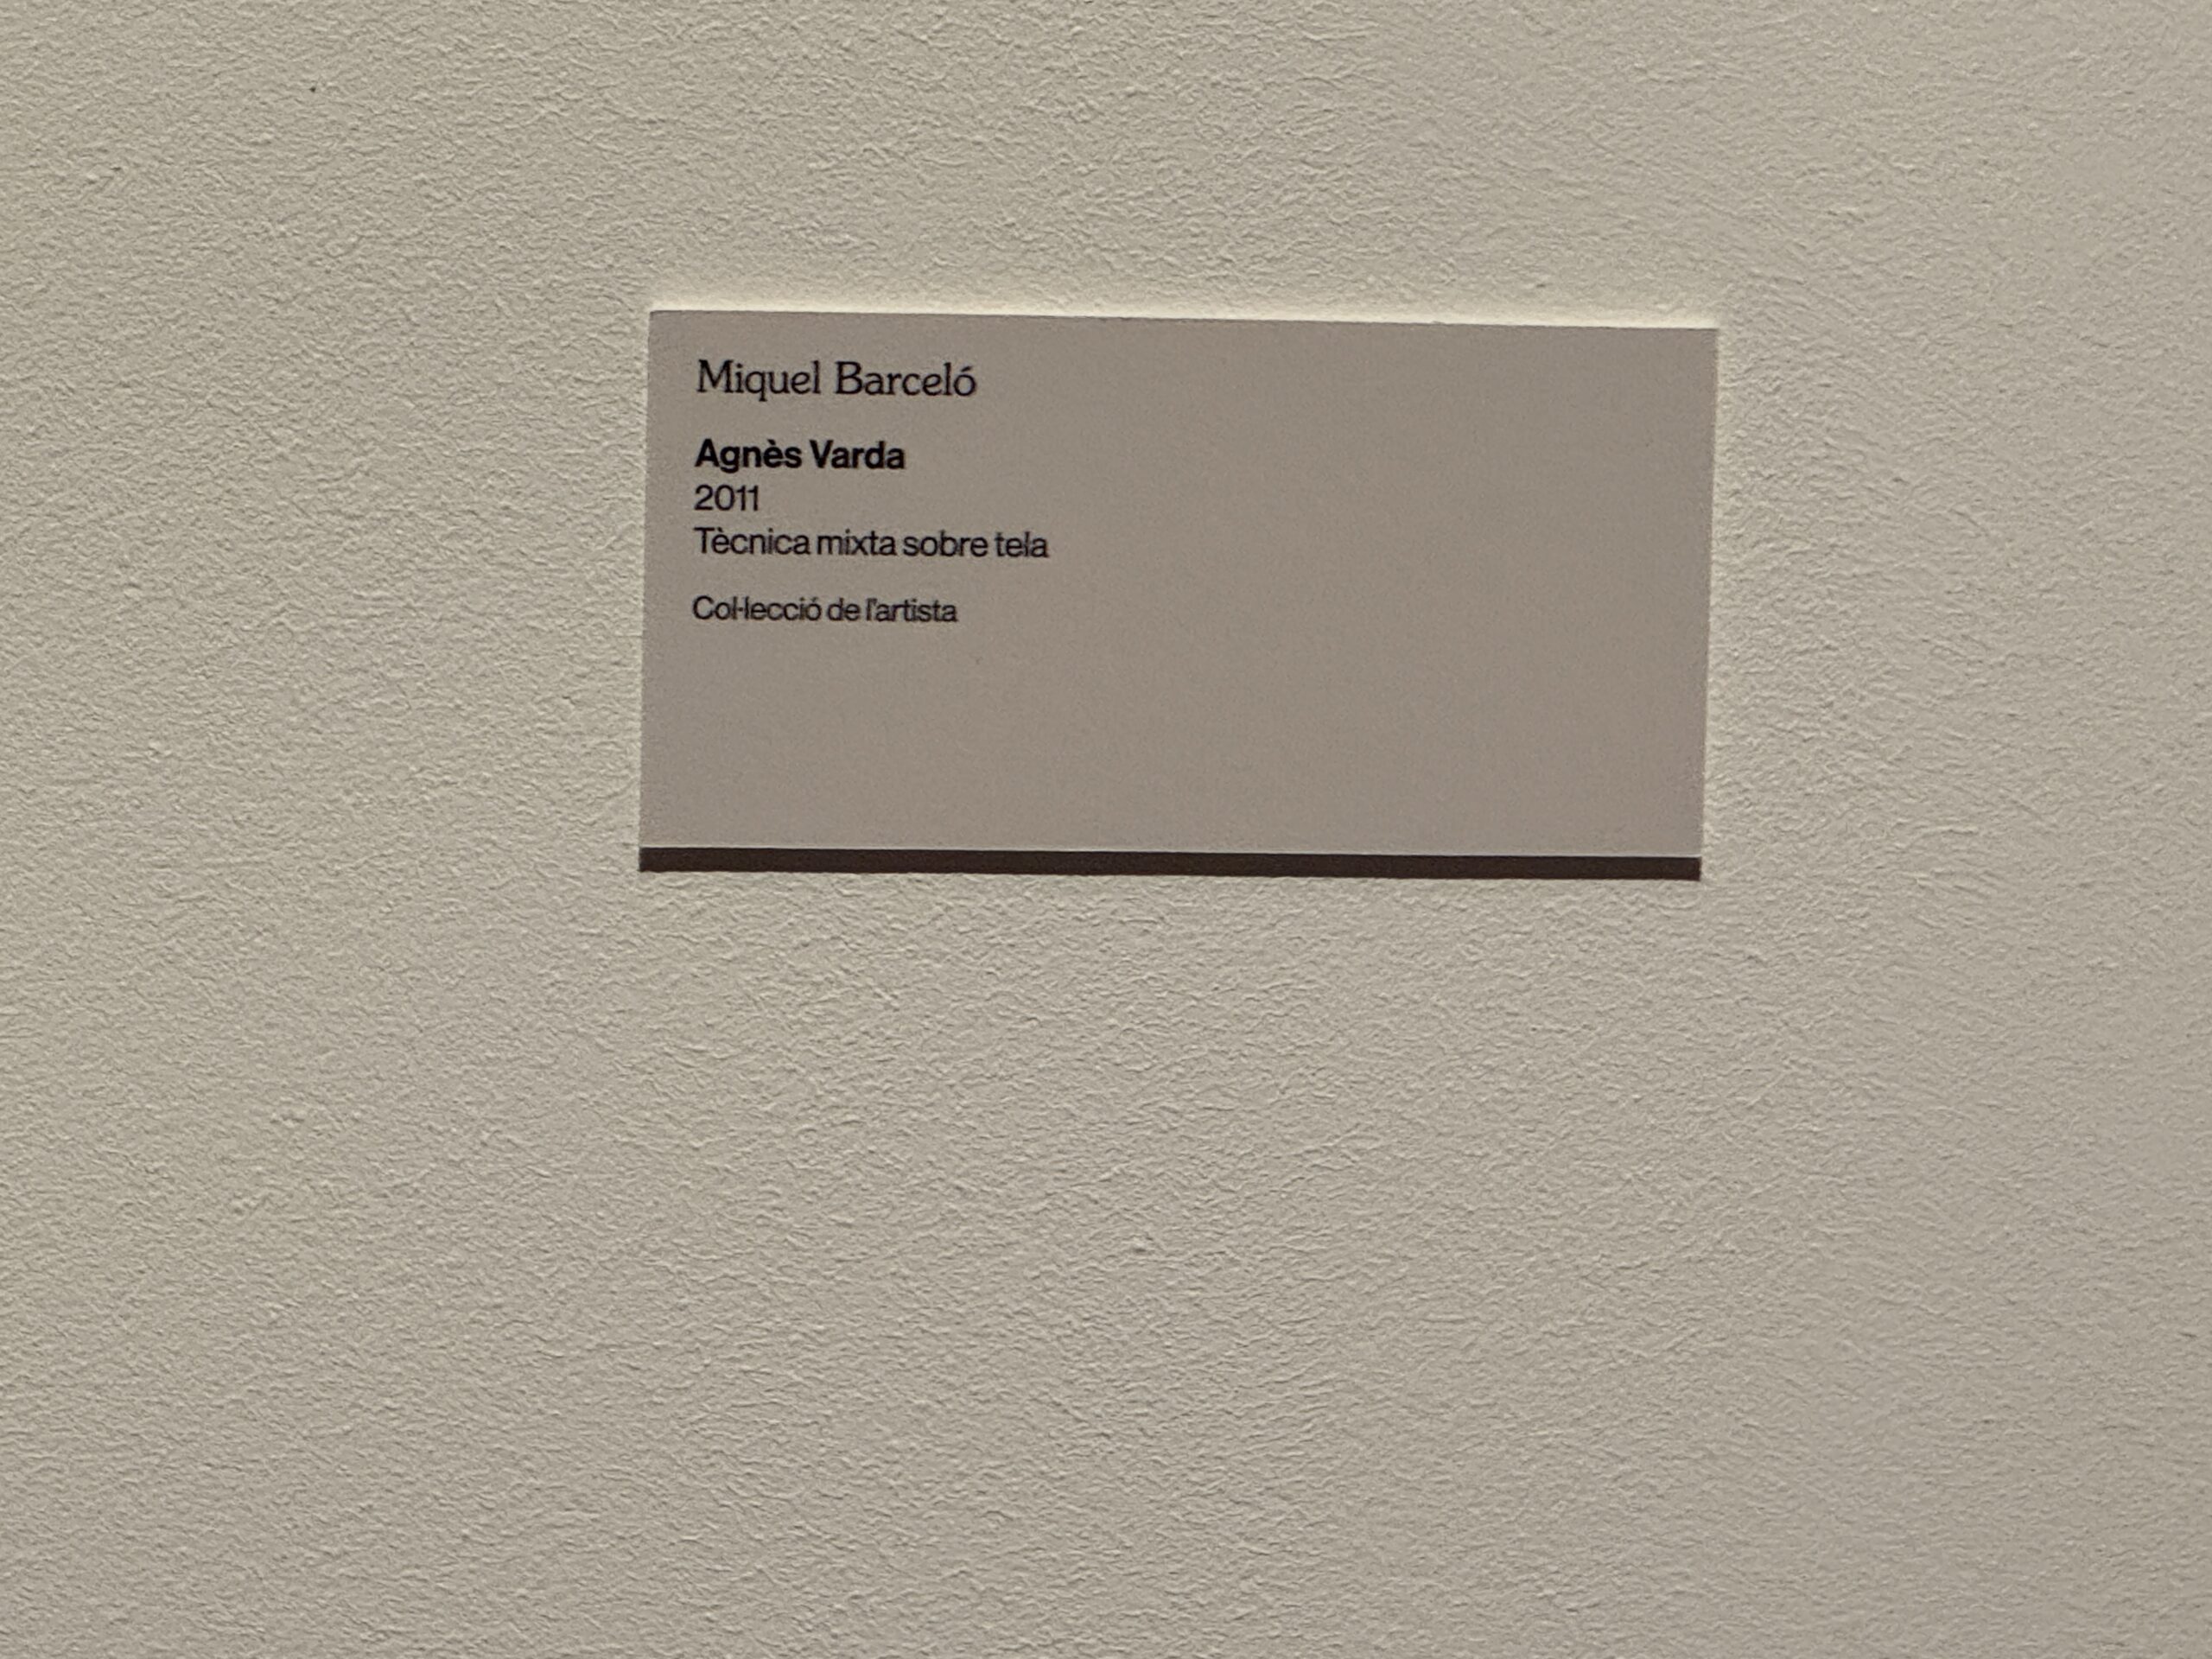 Miquel Barceló
Agnès Varda
2011
Tècnica mixta sobre tela
Col·lecció de l'artista